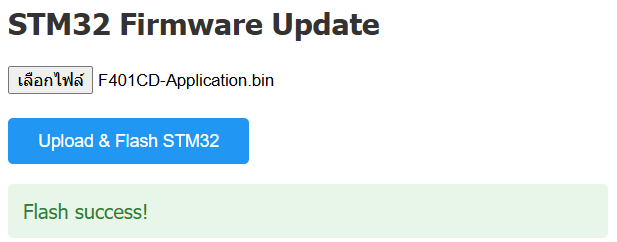 STM32 Firmware Update
เลือกไฟล์ F401CD-Application.bin
Upload & Flash STM32
Flash success!